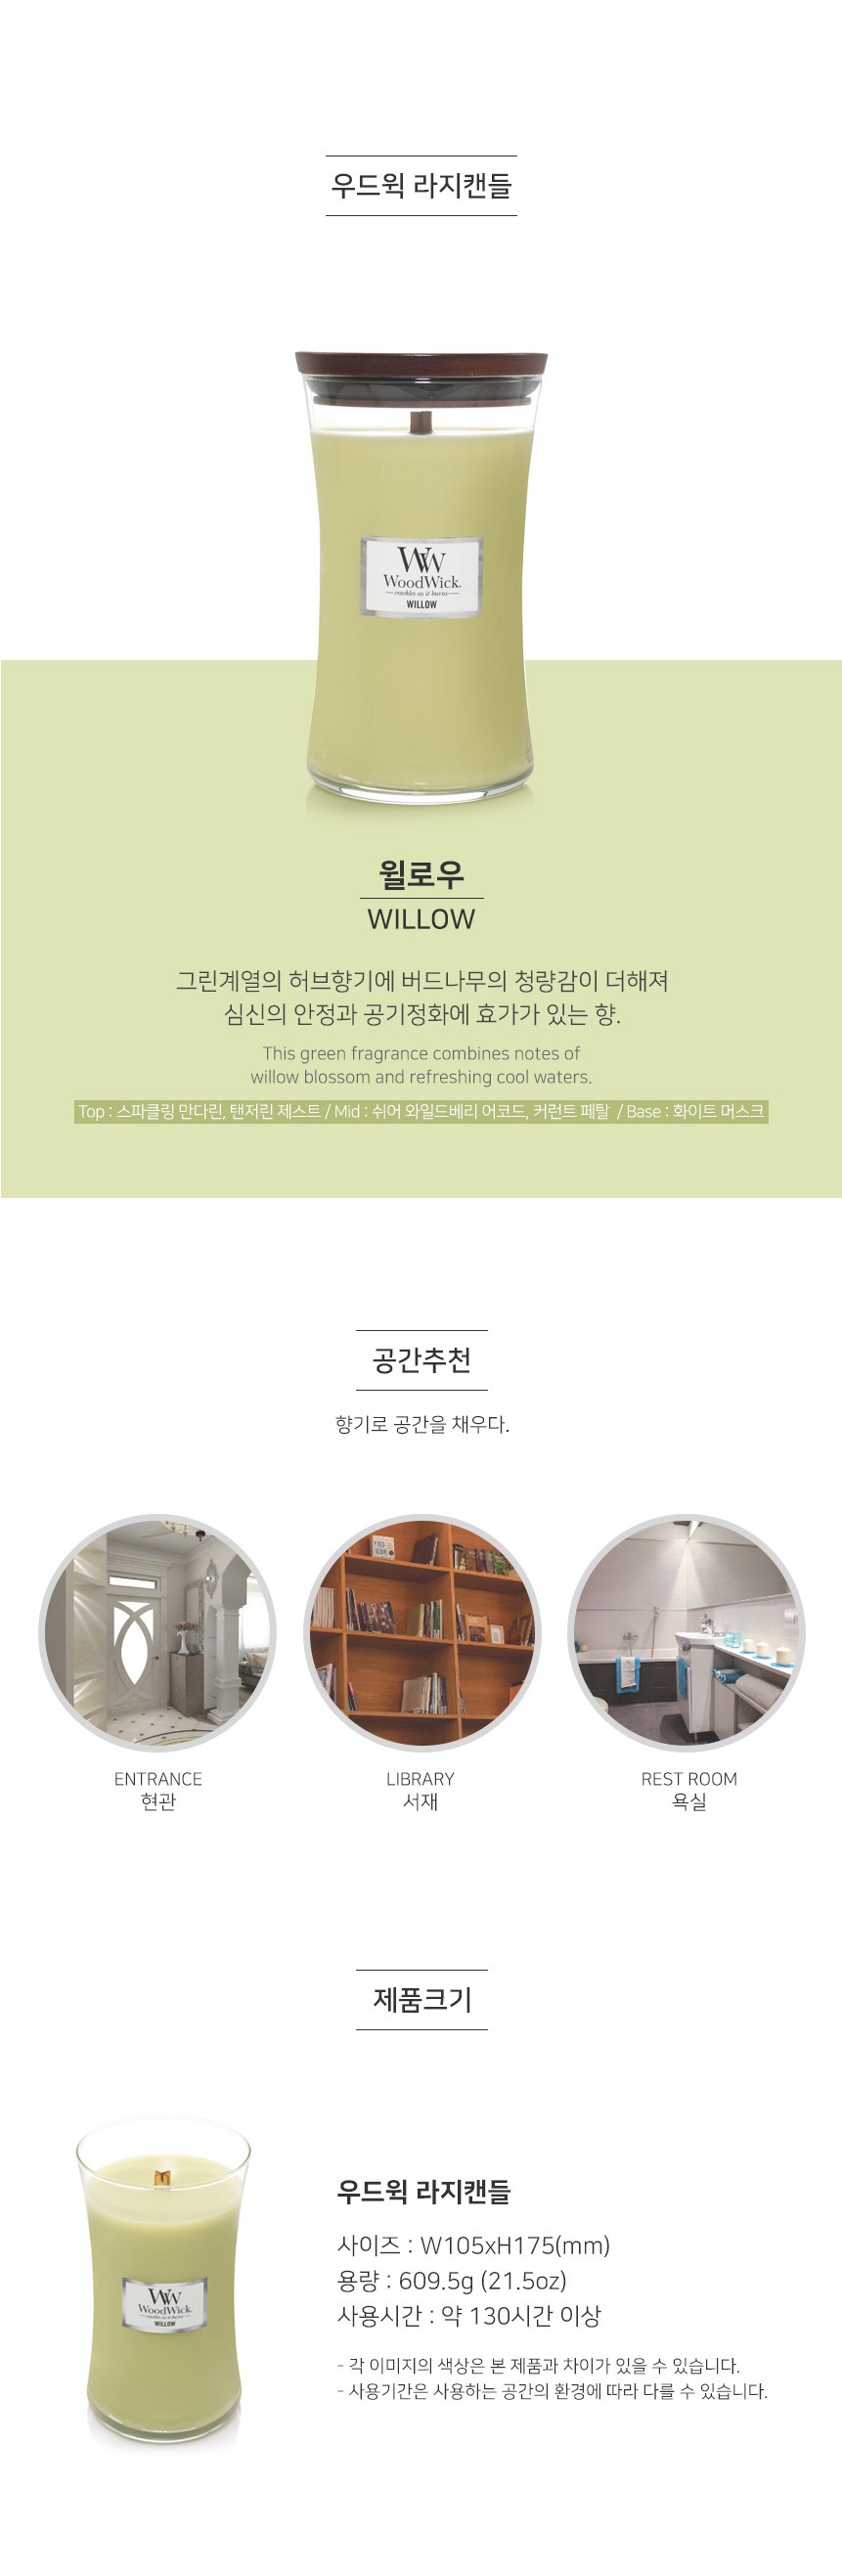 우드윅 라지캔들
WW
WoodWick.
crackles as it burns
WILLOW
윌로우
WILLOW
그린계열의 허브향기에 버드나무의 청량감이 더해져
심신의 안정과 공기정화에 효가가 있는 향.
This green fragrance combines notes of
willow blossom and refreshing cool waters.
Top : 스파클링 만다린, 탠저린 제스트 / Mid : 쉬어 와일드베리 어코드, 커런트 페탈 / Base : 화이트 머스크
공간추천
향기로 공간을 채우다.
ENTRANCE
현관
LIBRARY
서재
REST ROOM
욕실
제품크기
WW
WoodWick.
crackles as it burns
WILLOW
우드윅 라지캔들
사이즈 : W105xH175(mm)
용량 : 609.5g (21.5oz)
사용시간 : 약 130시간 이상
- 각 이미지의 색상은 본 제품과 차이가 있을 수 있습니다.
- 사용기간은 사용하는 공간의 환경에 따라 다를 수 있습니다.